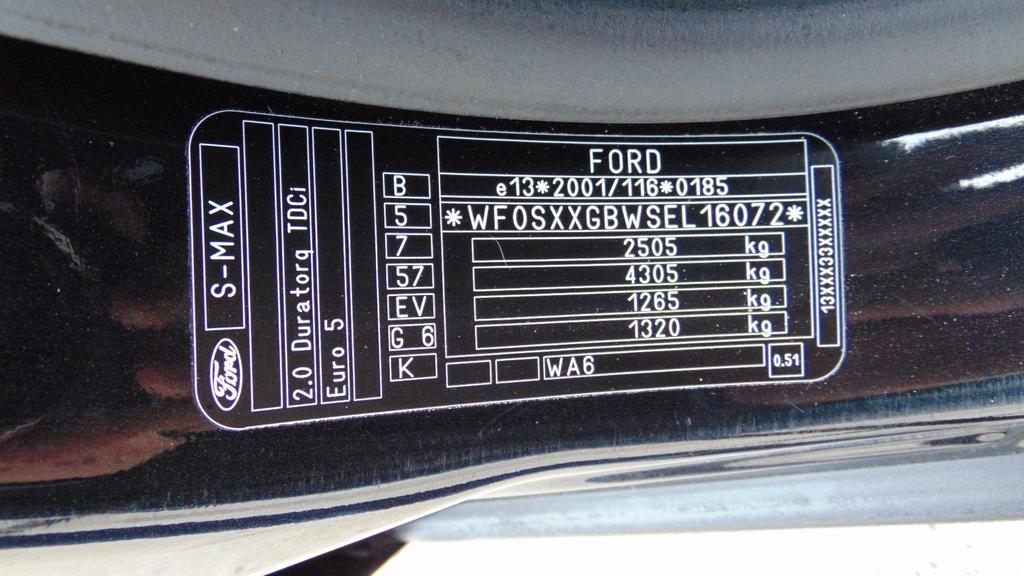 S-MAX
Ford
2.0 Duratorq TDCi
Euro 5
B
5
7
57
EV
G 6
K
FORD
e13*2001/116*0185
*WF0SXXGBWSEL16072*
2505 kg
4305 kg
1265 kg
1320 kg
WA6
0.51
13XXX33XXXXX